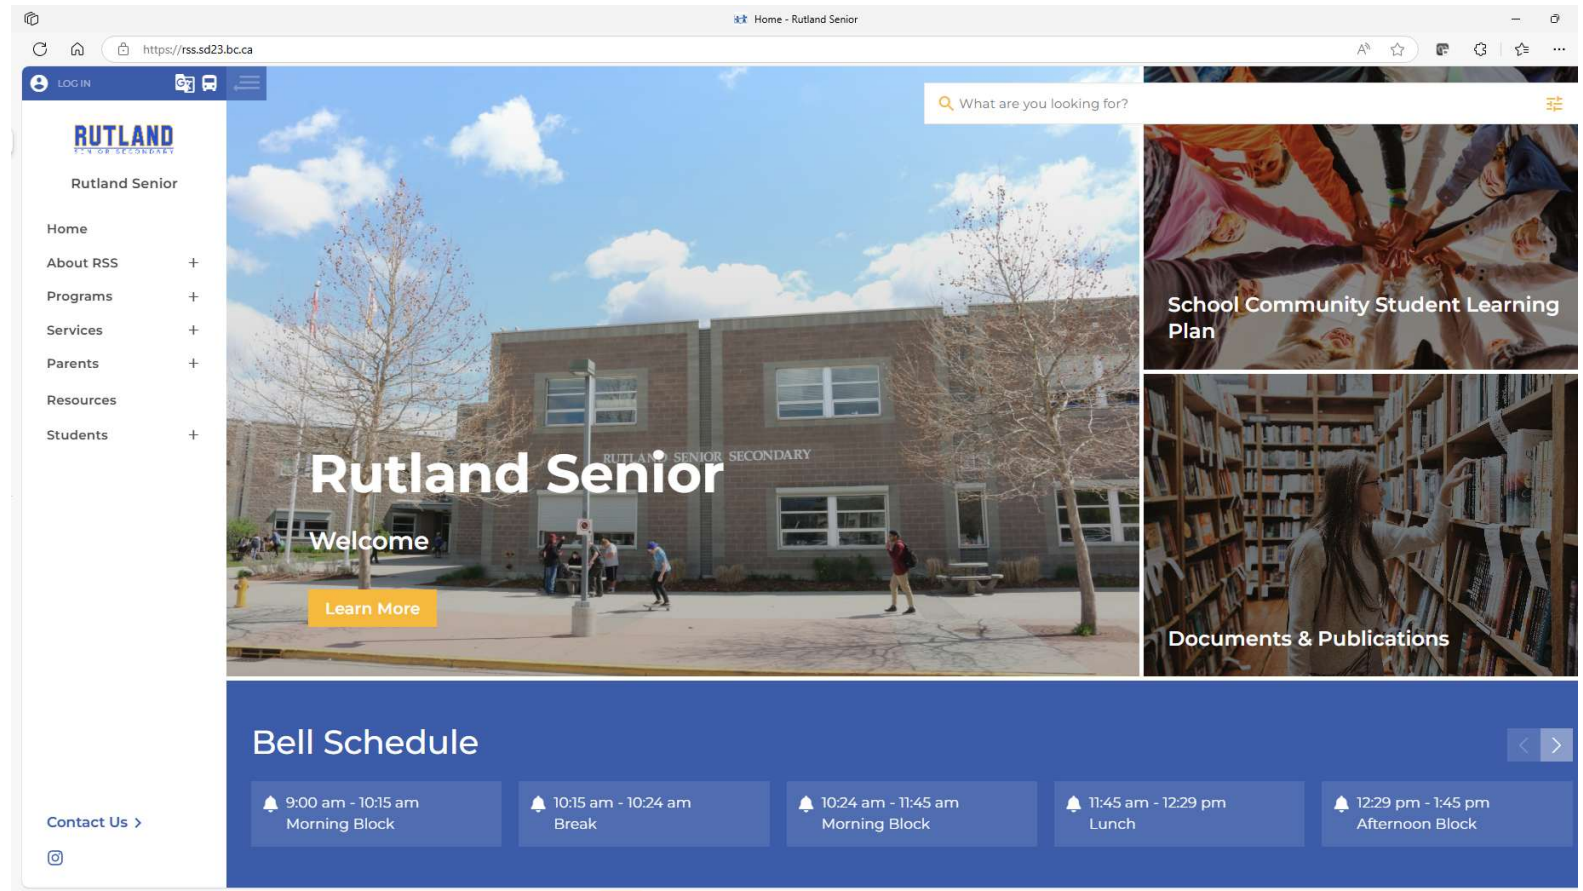 Home - Rutland Senior
https://rss.sd23.bc.ca
LOG IN
What are you looking for?
RUTLAND
SENIOR SECONDARY
Rutland Senior
Home
About RSS +
Programs +
Services +
Parents +
Resources
Students +
School Community Student Learning
Plan
RUTLAND SENIOR SECONDARY
Rutland Senior
Welcome
Learn More
Documents & Publications
Bell Schedule
9:00 am - 10:15 am
Morning Block
10:15 am - 10:24 am
Break
10:24 am - 11:45 am
Morning Block
11:45 am - 12:29 pm
Lunch
12:29 pm - 1:45 pm
Afternoon Block
Contact Us >